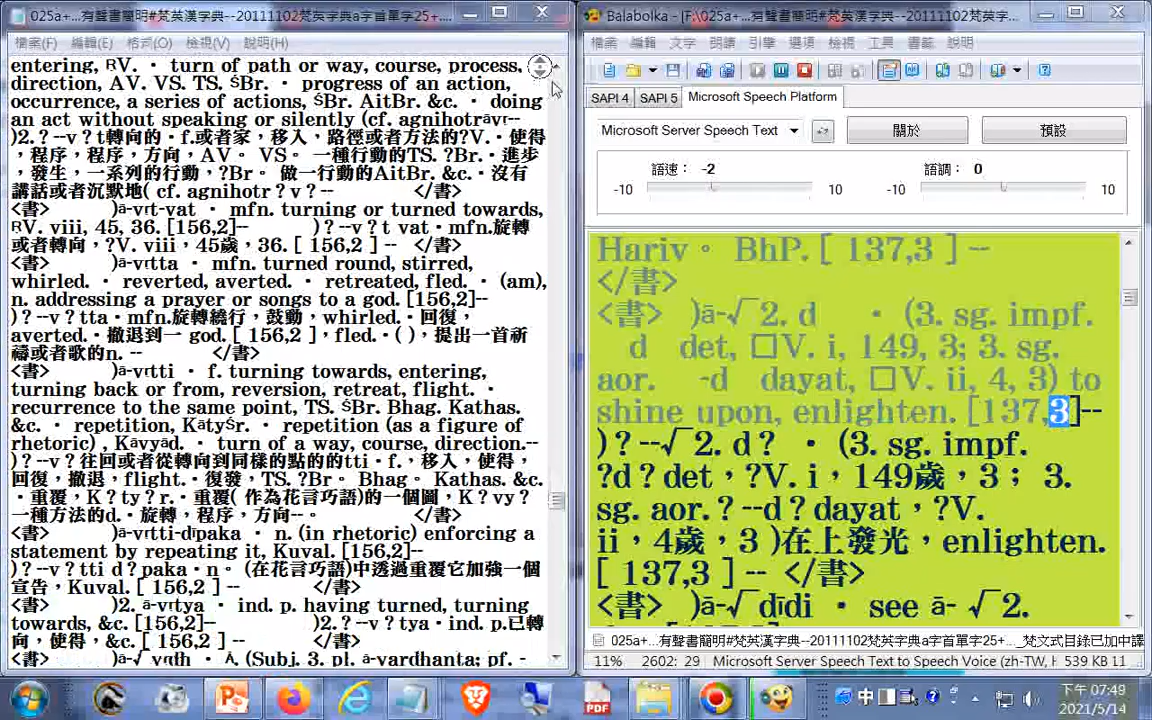 025a+...有聲書簡明#梵英漢字典--20111102梵英字典a字首單字25+...
檔案(F) 編輯(E) 格式(O) 檢視(V) 說明(H)
entering, RV. · turn of path or way, course, process,
direction, AV. VS. TS. ŚBr. · progress of an action,
occurrence, a series of actions, ŚBr. AitBr. &c. · doing
an act without speaking or silently (cf. agnihotrāvṛt--
)2.?--v?t轉向的·f.或者家,移入,路徑或者方法的?V.·使得
,程序,程序,方向,AV。 VS。 一種行動的TS. ?Br.·進步
,發生,一系列的行動,?Br。 做一行動的AitBr. &c.·沒有
講話或者沉默地( cf. agnihotr?v?-- </書>
<書> )ā-vṛt-vat · mfn. turning or turned towards,
RV. viii, 45, 36. [156,2]-- )?--v?t vat·mfn.旋轉
或者轉向,?V. viii,45歲,36. [ 156,2 ]-- </書>
<書> )ā-vṛtta · mfn. turned round, stirred,
whirled. · reverted, averted. · retreated, fled. · (am),
n. addressing a prayer or songs to a god. [156,2]--
)?--v?tta·mfn.旋轉繞行,鼓動,whirled.·回復,
averted.·撤退到一 god. [ 156,2 ],fled.·( ),提出一首祈
禱或者歌的n. -- </書>
<書> )ā-vṛtti · f. turning towards, entering,
turning back or from, reversion, retreat, flight. ·
recurrence to the same point, TS. ŚBr. Bhag. Kathas.
&c. · repetition, KātyŚr. · repetition (as a figure of
rhetoric) , Kāvyād. · turn of a way, course, direction.--
)?--v?往回或者從轉向到同樣的點的的tti·f.,移入,使得,
回復,撤退,flight.·復發,TS. ?Br。 Bhag。 Kathas. &c.
·重覆,K?ty?r.·重覆( 作為花言巧語)的一個圖,K?vy?
一種方法的d.·旋轉,程序,方向--。 </書>
<書> )ā-vṛtti-dīpaka · n. (in rhetoric) enforcing a
statement by repeating it, Kuval. [156,2]--
)?--v?tti d?paka·n。 (在花言巧語)中透過重覆它加強一個
宣告,Kuval. [ 156,2 ]-- </書>
<書> )2. ā-vṛtya · ind. p. having turned, turning
towards, &c. [156,2]-- )2.?--v?tya·ind. p.已轉
向,使得,&c. [ 156,2 ]-- </書>
<書> )ā-√ vṛdh · Ā. (Subj. 3. pl. ā-vardhanta; pf. -
Balabolka - [F:\025a+...有聲書簡明#梵英漢字典--20111102梵英字...
檔案 編輯 文字 朗讀 引擎 選項 檢視 工具 書籤 說明
SAPI 4 SAPI 5 Microsoft Speech Platform
Microsoft Server Speech Text 關於 預設
語速: -2 語調: 0
-10 10 -10 10
Hariv。 BhP. [ 137,3 ] --
</書>
<書> )ā-√ 2. d · (3. sg. impf.
d det, □V. i, 149, 3; 3. sg.
aor. -d dayat, □V. ii, 4, 3) to
shine upon, enlighten. [137,3]--
)?--√ 2. d? · (3. sg. impf.
?d?det,?V. i,149歲,3; 3.
sg. aor.?--d?dayat,?V.
ii,4歲,3 )在上發光,enlighten.
[ 137,3 ]-- </書>
<書> )ā-√dīdi · see ā- √ 2.
025a+...有聲書簡明#梵英漢字典--20111102梵英字典a字首單字25+..._梵文式目錄已加中譯
11% 2602: 29 Microsoft Server Speech Text to Speech Voice (zh-TW, H 539 KB 11
下午 07:49
2021/5/14